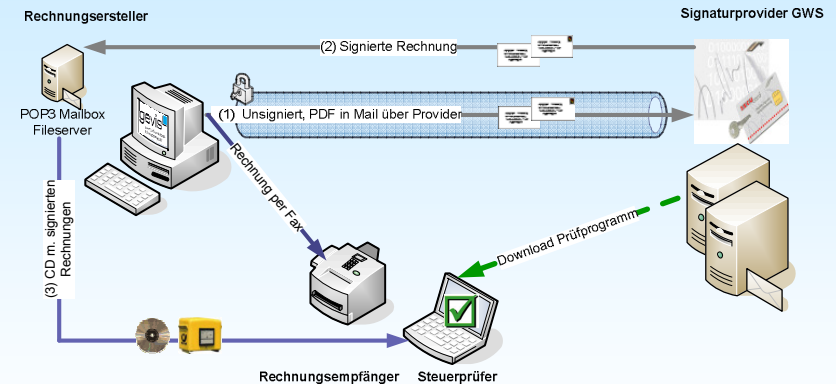 Rechnungsersteller
Signaturprovider GWS
(2) Signierte Rechnung
POP3 Mailbox
Fileserver
gevis
(1) Unsigniert, PDF in Mail über Provider
Rechnung per Fax
(3) CD m. signierten
Rechnungen
Download Prüfprogramm
Rechnungsempfänger
Steuerprüfer